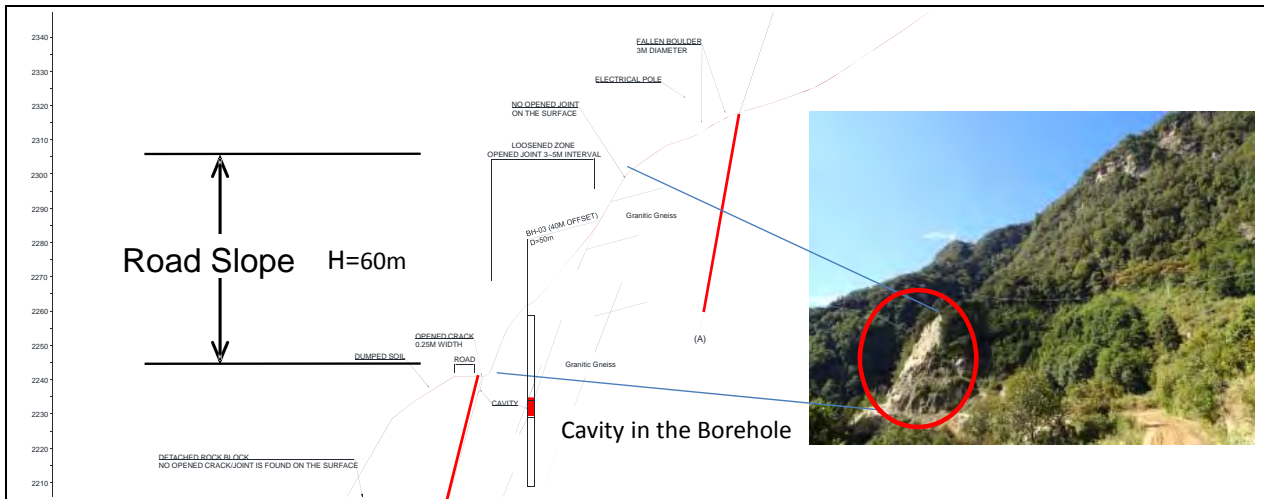 2340
2330
2320
2310
2300
2290
2280
2270
2260
2250
2240
2230
2220
2210
FALLEN BOULDER
3M DIAMETER
ELECTRICAL POLE
NO OPENED JOINT
ON THE SURFACE
LOOSENED ZONE
OPENED JOINT 3~5M INTERVAL
BH-03 (40M OFFSET)
D=50m
Granitic Gneiss
Road Slope
H=60m
OPENED CRACK
0.25M WIDTH
DUMPED SOIL
ROAD
(A)
Granitic Gneiss
CAVITY
Cavity in the Borehole
DETACHED ROCK BLOCK
NO OPENED CRACK/JOINT IS FOUND ON THE SURFACE